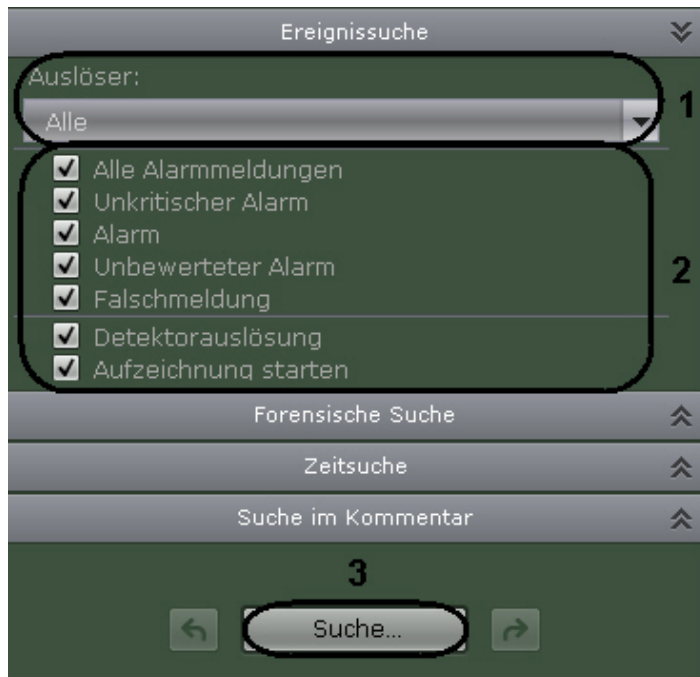 Ereignissuche
Auslöser:
Alle
1
Alle Alarmmeldungen
Unkritischer Alarm
Alarm
Unbewerteter Alarm
2
Falschmeldung
Detektorauslösung
Aufzeichnung starten
Forensische Suche
Zeitsuche
Suche im Kommentar
3
Suche...